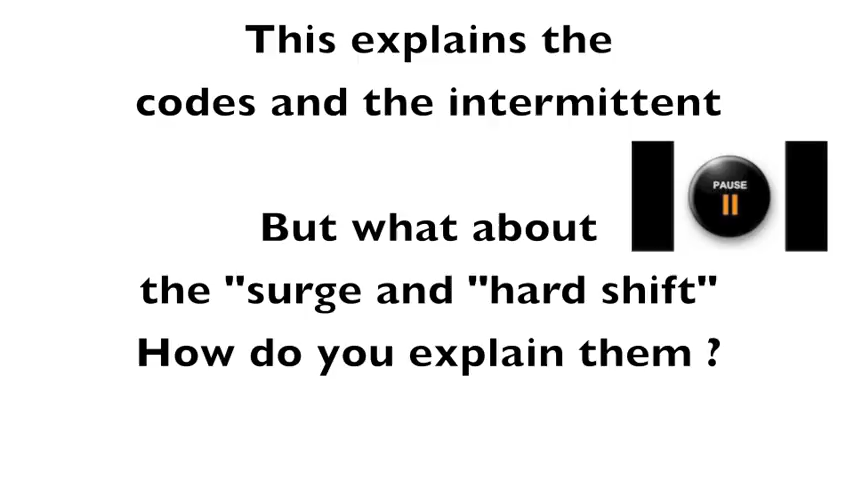 This explains the
codes and the intermittent
PAUSE
But what about
the "surge and "hard shift"
How do you explain them ?